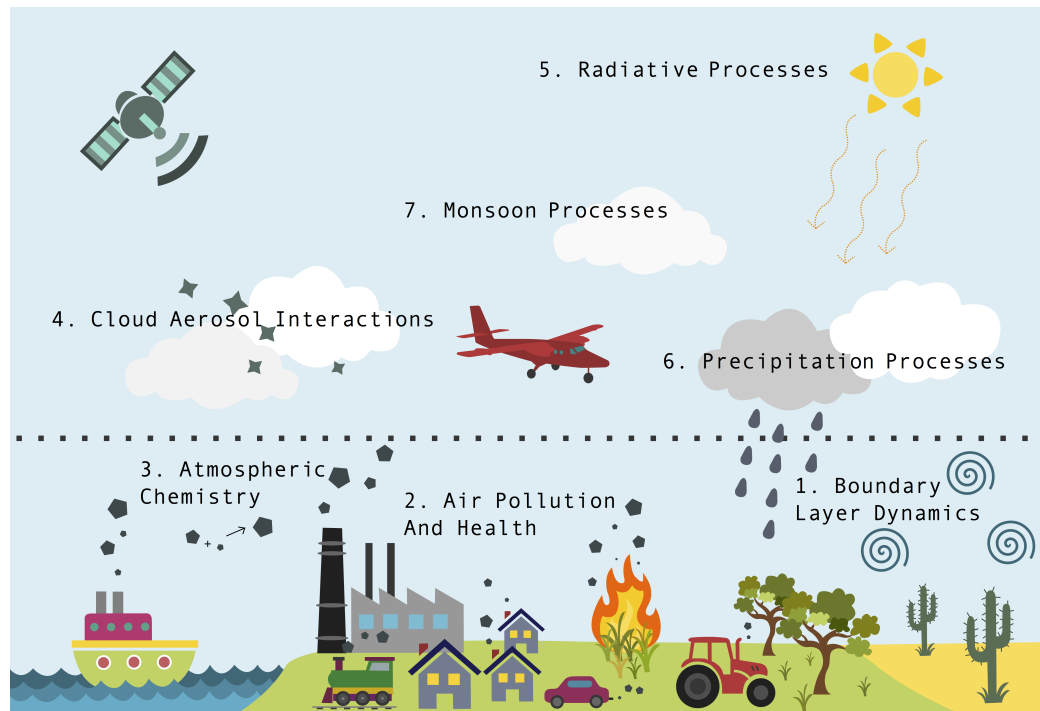 5. Radiative Processes
7. Monsoon Processes
4. Cloud Aerosol Interactions
6. Precipitation Processes
3. Atmospheric
Chemistry
2. Air Pollution
And Health
1. Boundary
Layer Dynamics
+